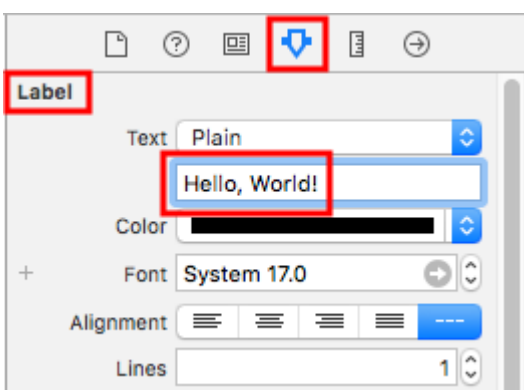 Label
Text Plain
Hello, World!
Color
+ Font System 17.0
Alignment ---
Lines 1